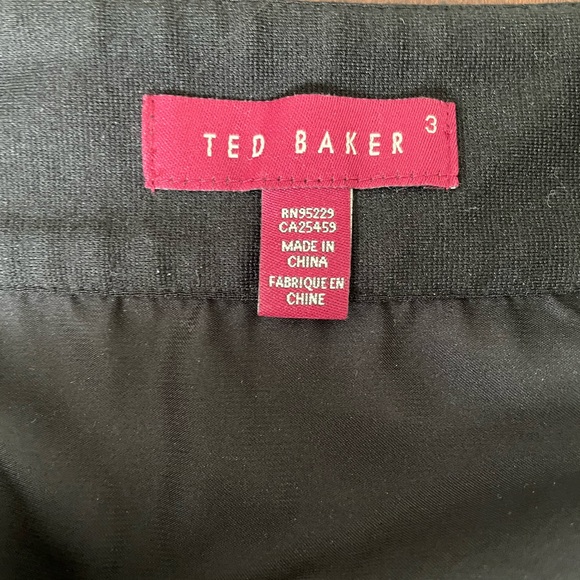 TED BAKER 3
RN95229
CA25459
MADE IN
CHINA
FABRIQUE EN
CHINE